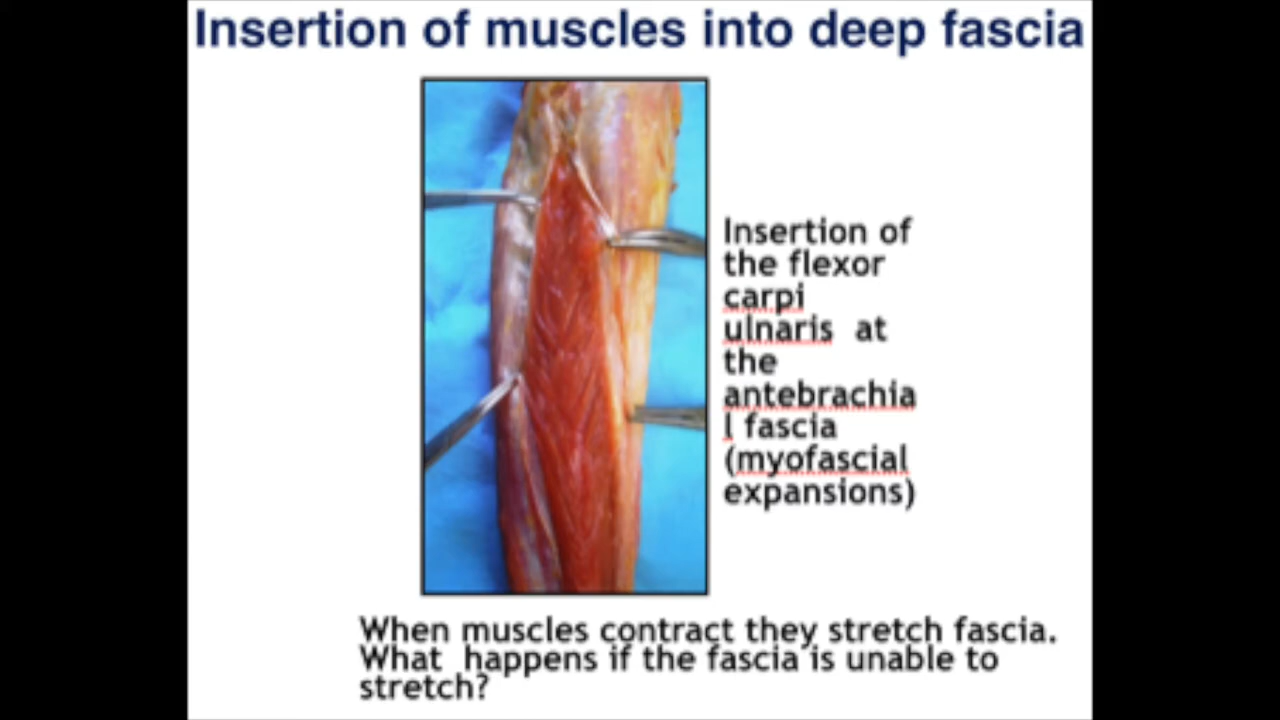 Insertion of muscles into deep fascia
Insertion of
the flexor
carpi
ulnaris at
the
antebrachia
l fascia
(myofascial
expansions)
When muscles contract they stretch fascia.
What happens if the fascia is unable to
stretch?